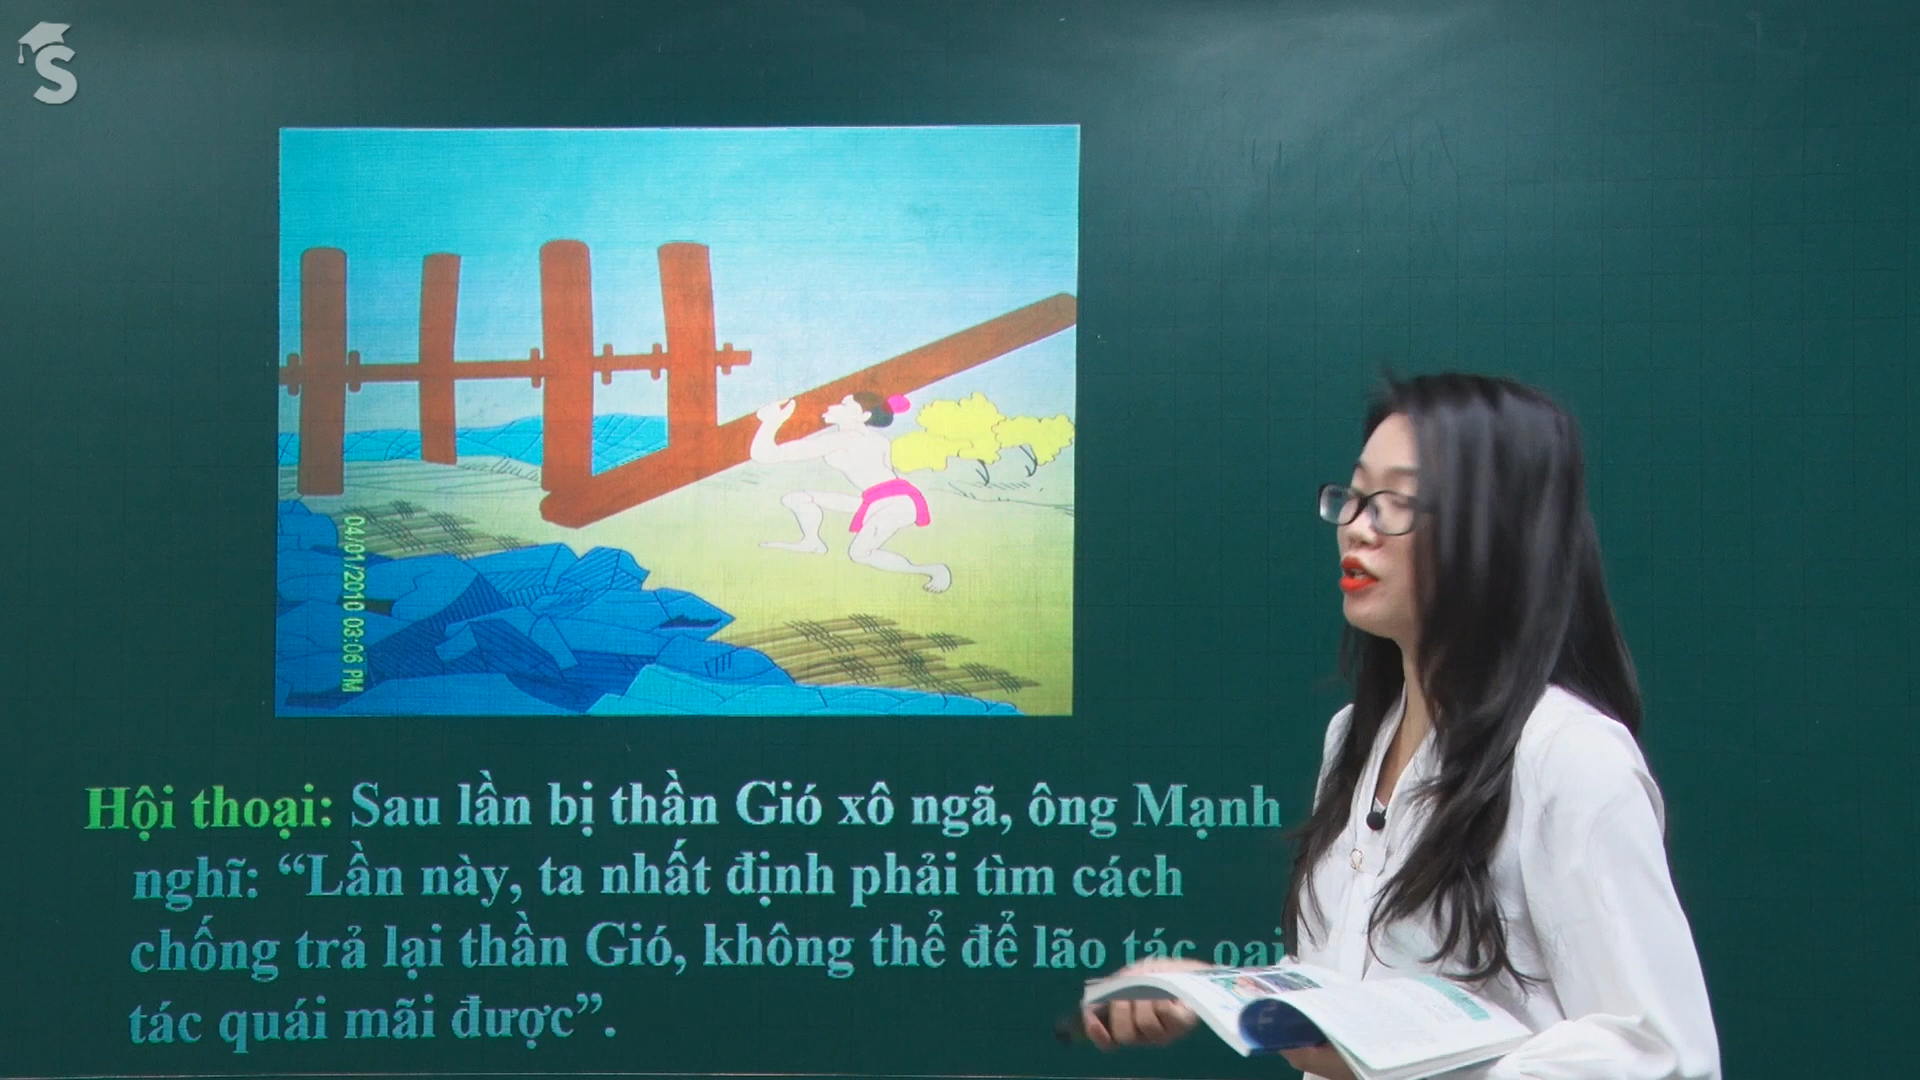 S
04/01/2010 03:06 PM
Hội thoại: Sau lần bị thần Gió xô ngã, ông Mạnh
nghĩ: “Lần này, ta nhất định phải tìm cách
chống trả lại thần Gió, không thể để lão tác oai
tác quái mãi được”.